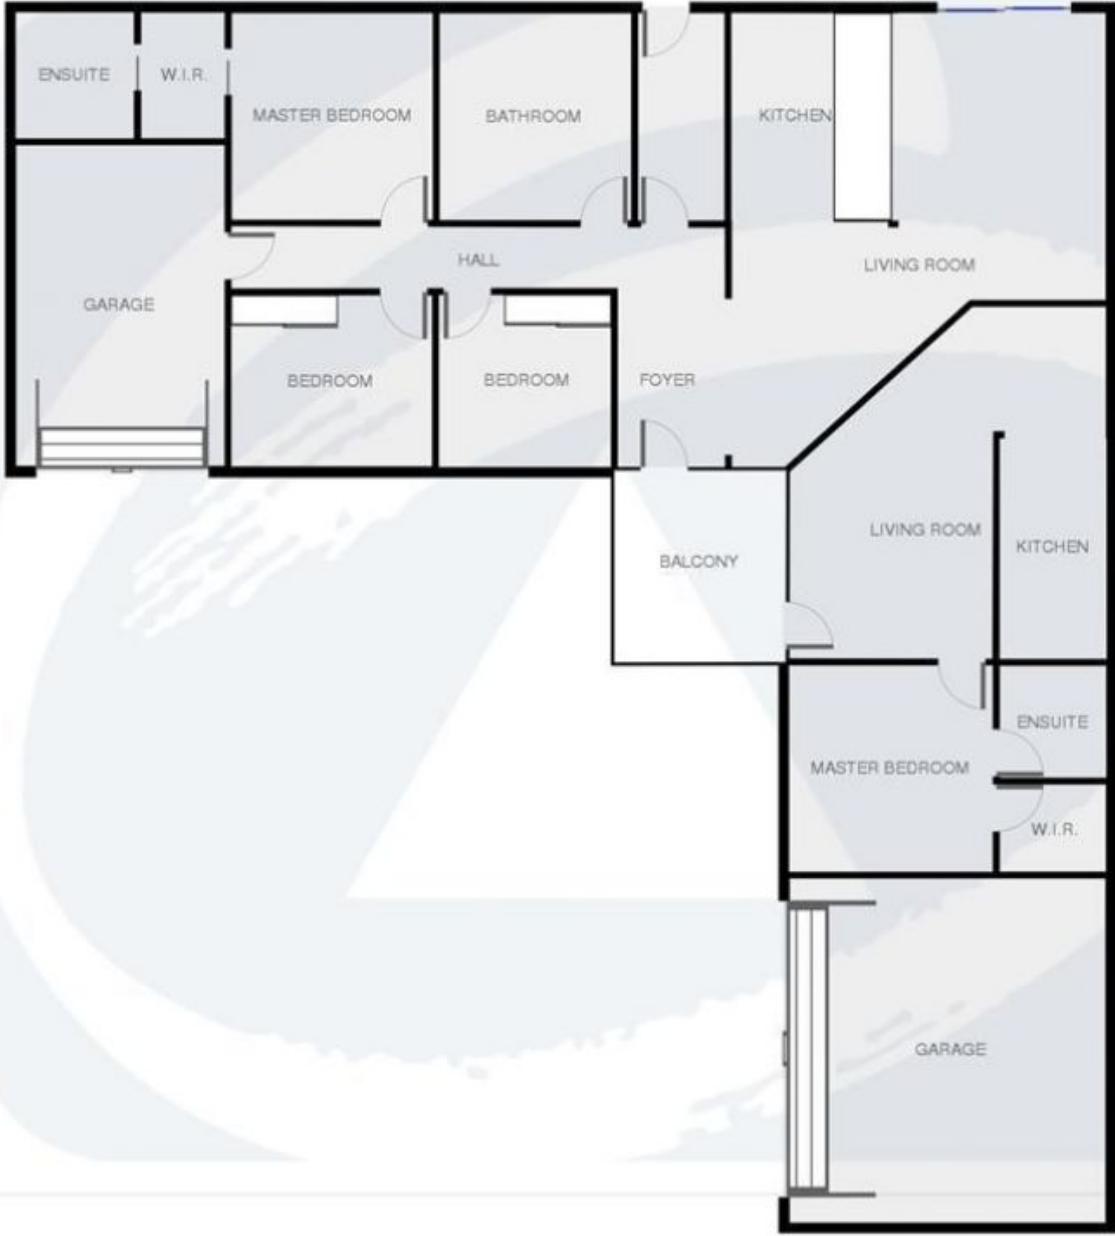 ENSUITE
W.I.R.
MASTER BEDROOM
BATHROOM
KITCHEN
HALL
LIVING ROOM
GARAGE
BEDROOM
BEDROOM
FOYER
LIVING ROOM
KITCHEN
BALCONY
ENSUITE
MASTER BEDROOM
W.I.R.
GARAGE